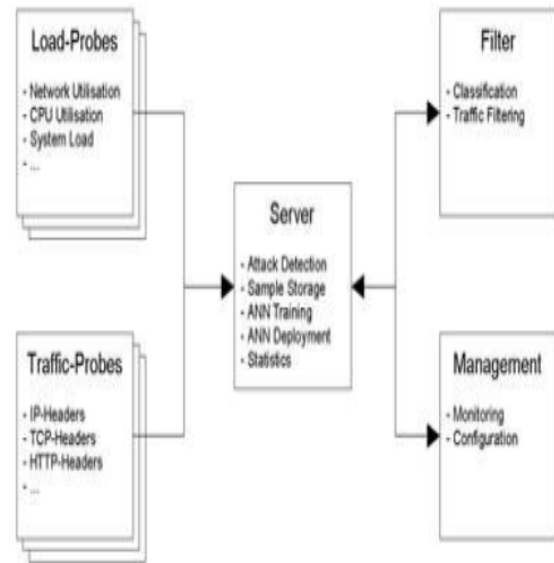 Load-Probes
- Network Utilisation
- CPU Utilisation
- System Load
- ...
Traffic-Probes
- IP-Headers
- TCP-Headers
- HTTP-Headers
- ...
Server
- Attack Detection
- Sample Storage
- ANN Training
- ANN Deployment
- Statistics
Filter
- Classification
- Traffic Filtering
Management
- Monitoring
- Configuration